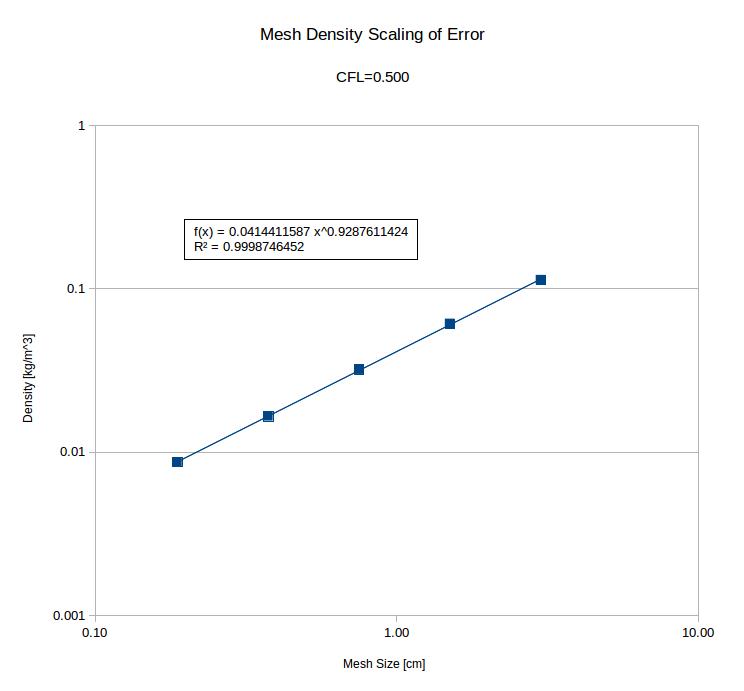 Mesh Density Scaling of Error
CFL=0.500
1
f(x) = 0.0414411587 x^0.9287611424
R² = 0.9998746452
0.1
Density [kg/m^3]
0.01
0.001
0.10
1.00
10.00
Mesh Size [cm]